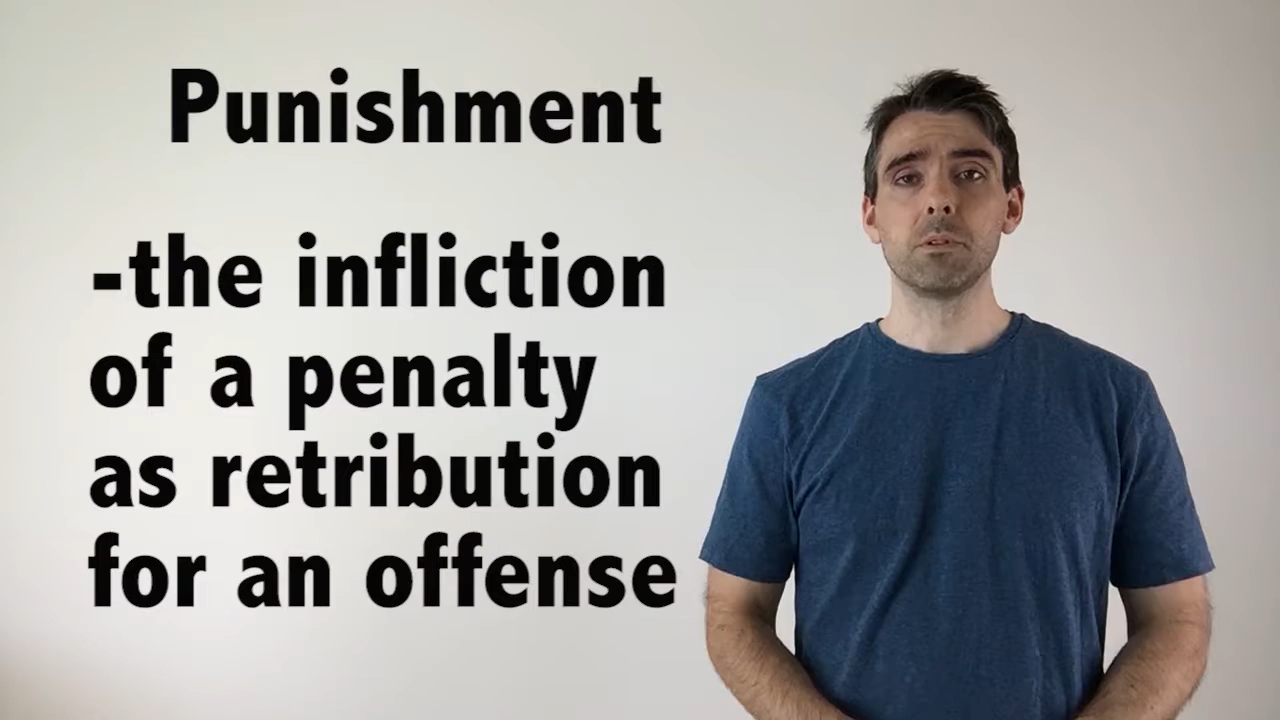 Punishment
-the infliction
of a penalty
as retribution
for an offense